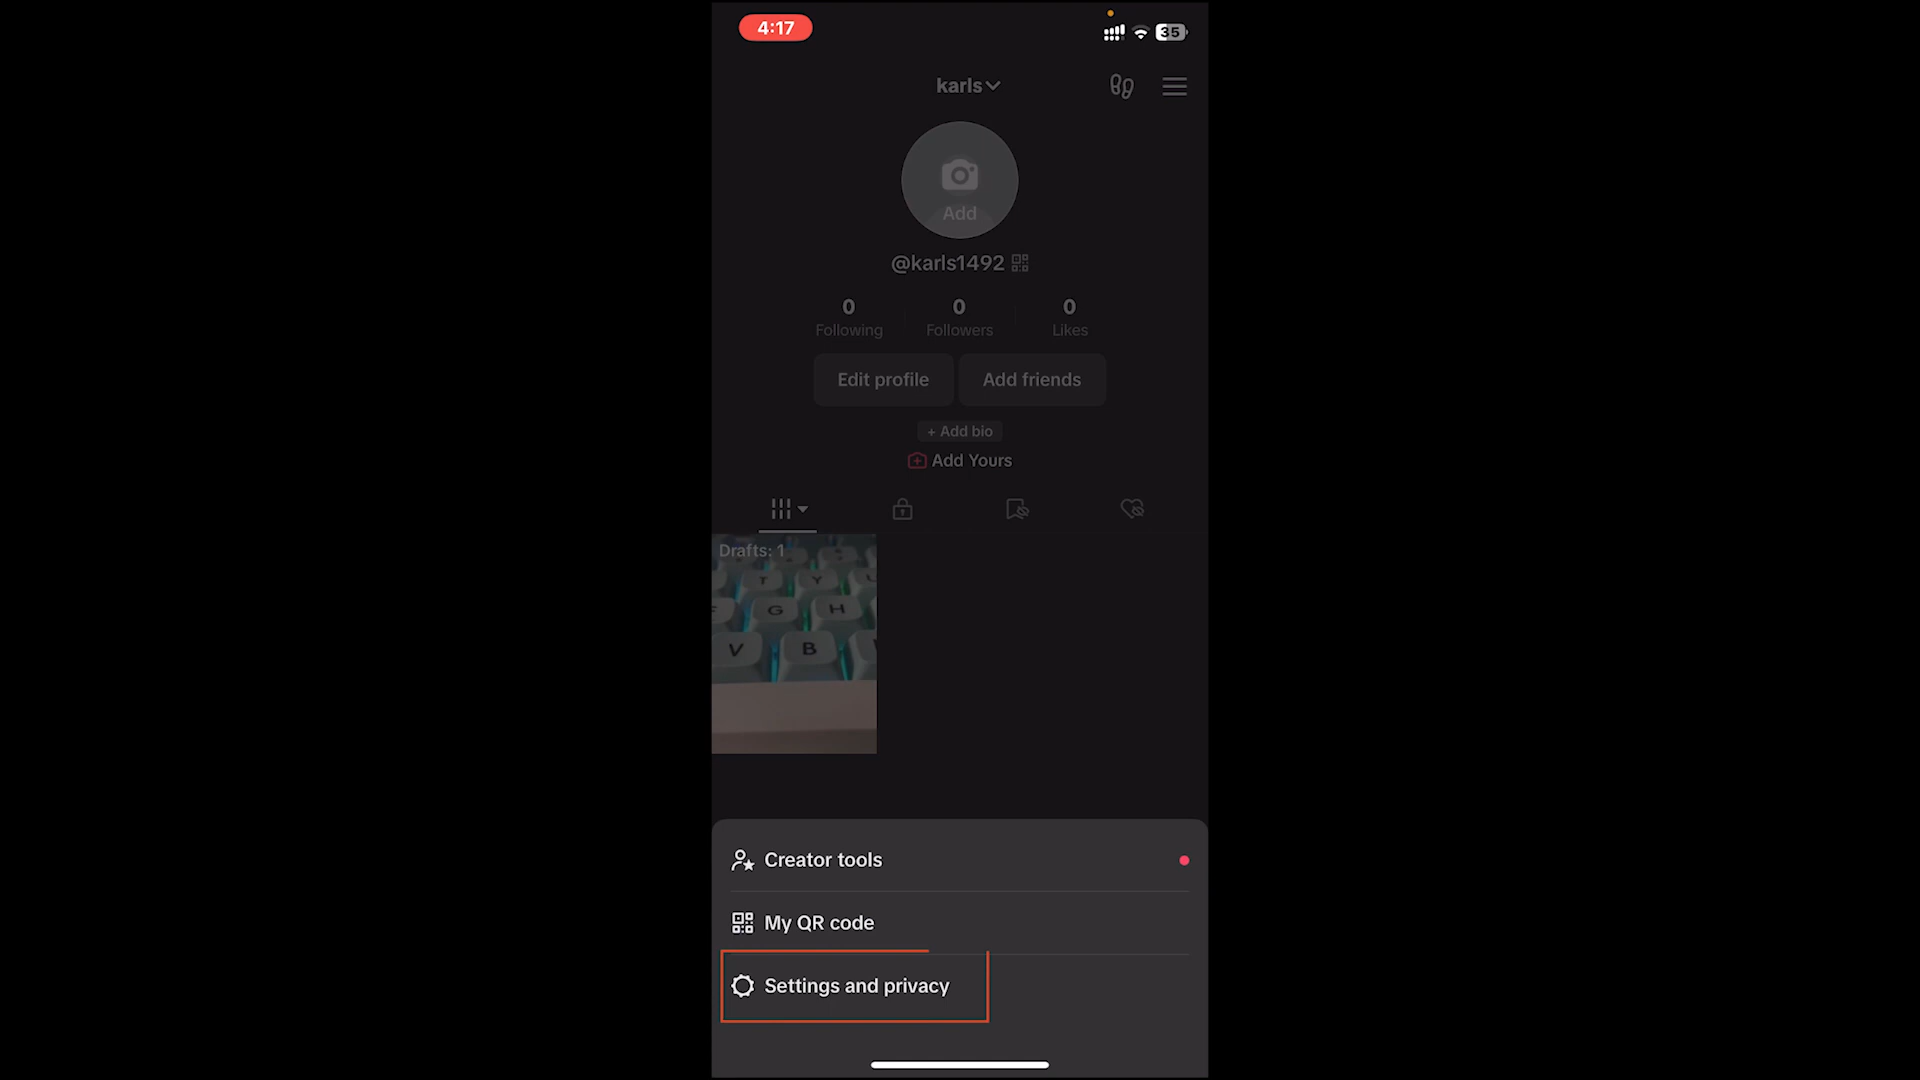 4:17
35
karls
Add
@karls1492
0 0 0
Following Followers Likes
Edit profile Add friends
+ Add bio
Add Yours
Drafts: 1
T Y U
F G H
V B
Creator tools
My QR code
Settings and privacy